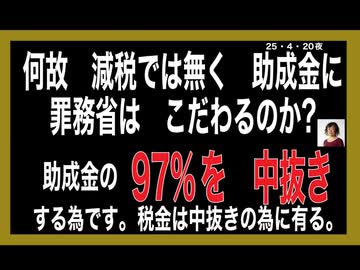 25・4・20夜
何故 減税では無く 助成金に
罪務省は こだわるのか?
助成金の 97%を 中抜き
する為です。税金は中抜きの為に有る。